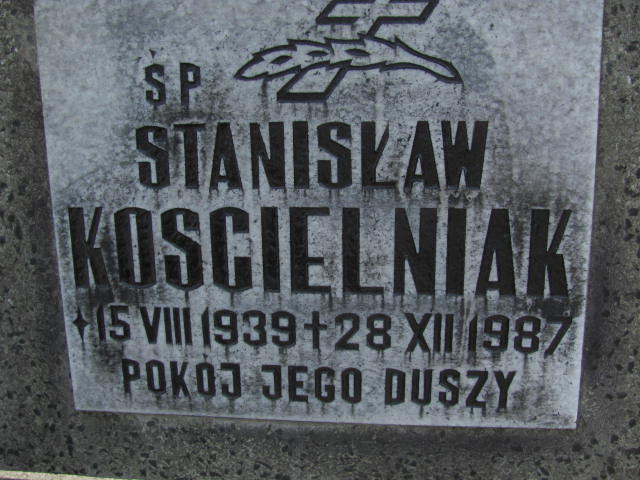 ŚP
STANISŁAW
KOSCIELNIAK
✦15 VIII 1939 ✝ 28 XII 1987
POKÓJ JEGO DUSZY